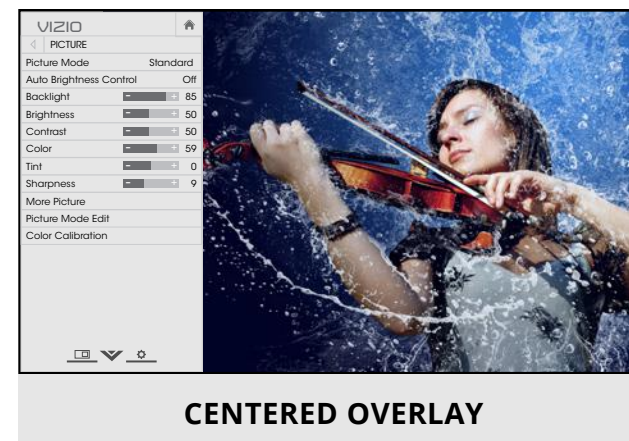 VIZIO
PICTURE
Picture Mode Standard
Auto Brightness Control Off
Backlight - + 85
Brightness - + 50
Contrast - + 50
Color - + 59
Tint - + 0
Sharpness - + 9
More Picture
Picture Mode Edit
Color Calibration
CENTERED OVERLAY